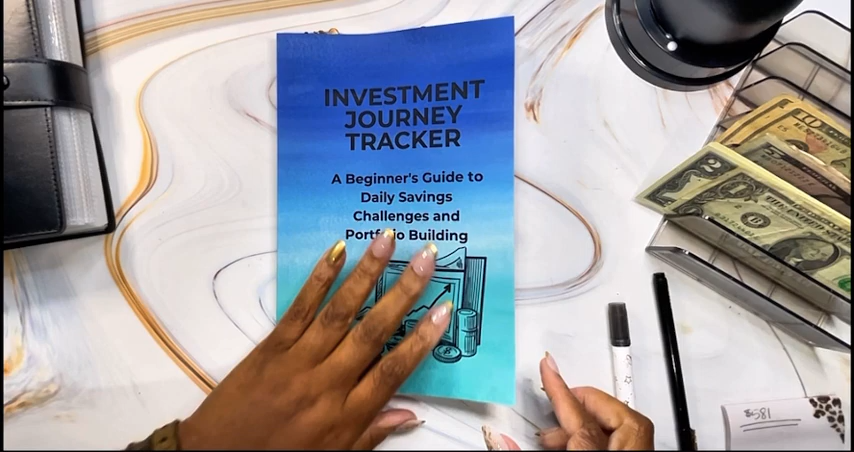 INVESTMENT
JOURNEY
TRACKER
A Beginner's Guide to
Daily Savings
Challenges and
Building
$581